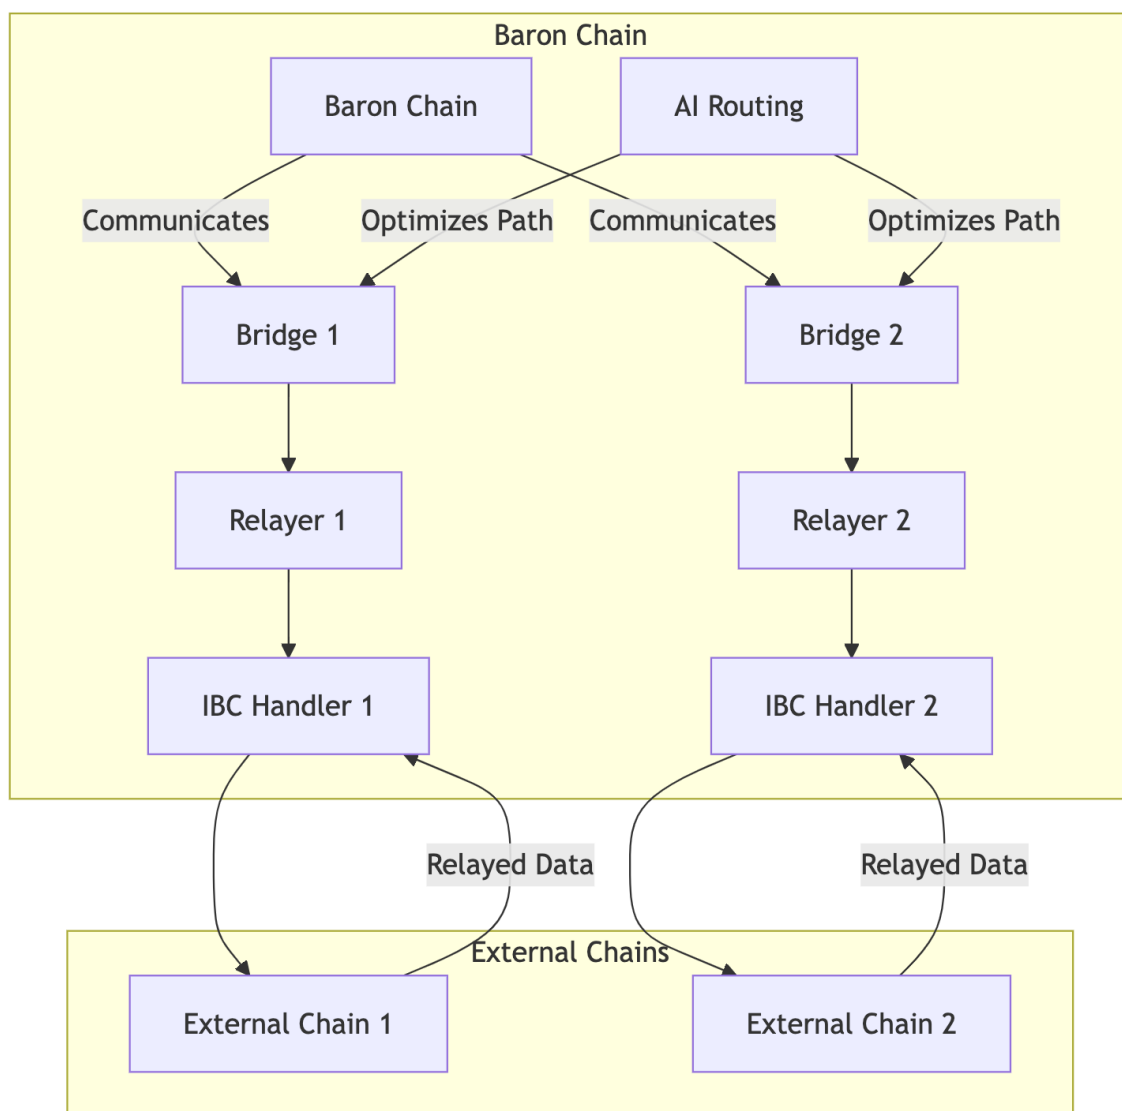 Baron Chain
Baron Chain
AI Routing
Communicates
Optimizes Path
Communicates
Optimizes Path
Bridge 1
Bridge 2
Relayer 1
Relayer 2
IBC Handler 1
IBC Handler 2
Relayed Data
Relayed Data
External Chains
External Chain 1
External Chain 2